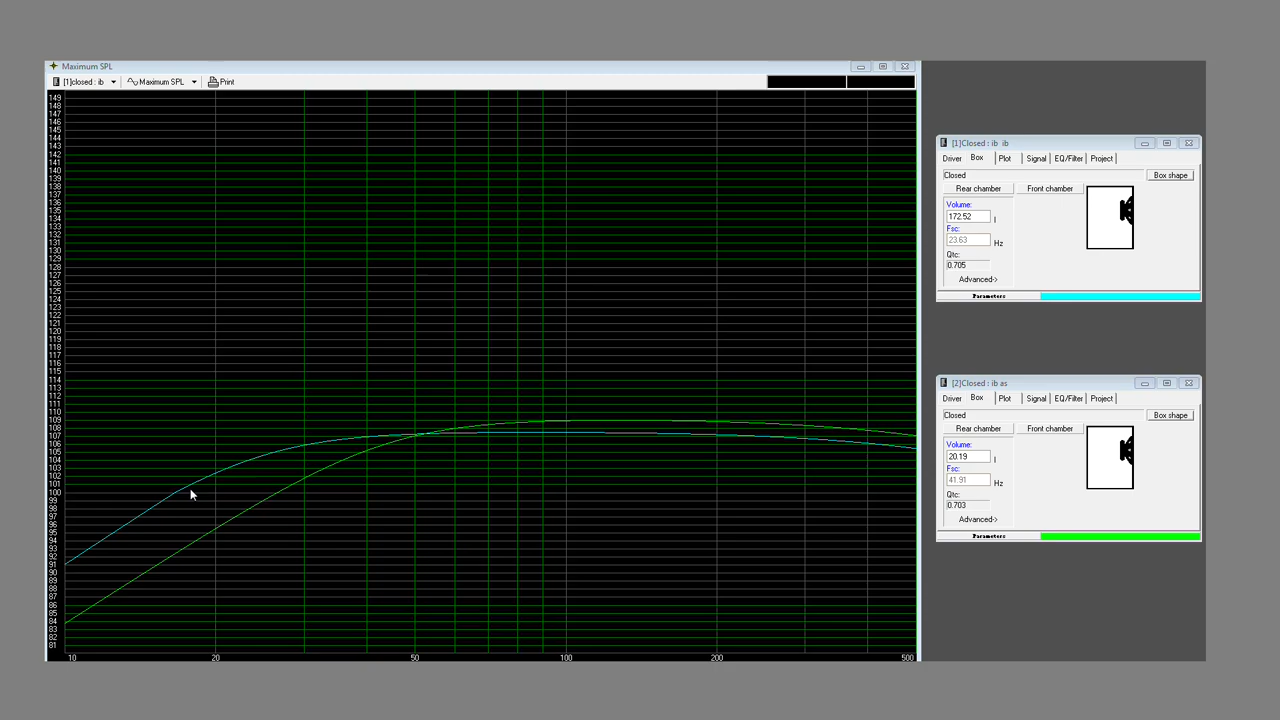 Maximum SPL
[1]closed : ib Maximum SPL Print
149
148
147
146
145
144
143
142
141
140
139
138
137
136
135
134
133
132
131
130
129
128
127
126
125
124
123
122
121
120
119
118
117
116
115
114
113
112
111
110
109
108
107
106
105
104
103
102
101
100
99
98
97
96
95
94
93
92
91
90
89
88
87
86
85
84
83
82
81
10 20 50 100 200 500
[1]Closed : ib ib
Driver Box Plot Signal EQ/Filter Project
Closed Box shape
Rear chamber Front chamber
Volume:
172.52 l
Fsc:
23.63 Hz
Qtc:
0.705
Advanced->
Parameters
[2]Closed : ib as
Driver Box Plot Signal EQ/Filter Project
Closed Box shape
Rear chamber Front chamber
Volume:
20.19 l
Fsc:
41.91 Hz
Qtc:
0.703
Advanced->
Parameters